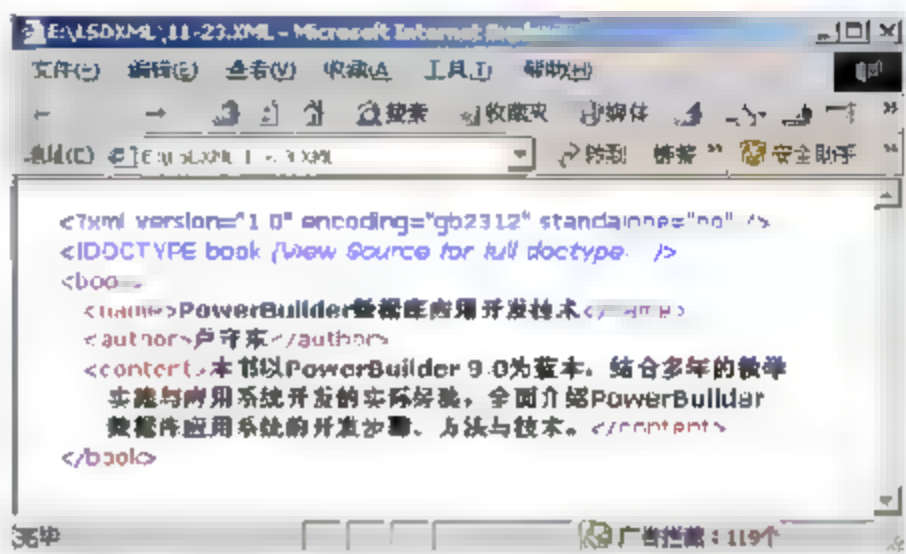 E:\LSDXML\11-23.XML - Microsoft Internet Explorer
文件(F) 编辑(E) 查看(V) 收藏(A) 工具(T) 帮助(H)
搜索 收藏夹 媒体 »
地址(D) 转到 链接 » 安全助手 »
<?xml version="1.0" encoding="gb2312" standalone="no" ?>
<!DOCTYPE book (View Source for full doctype...)>
<book>
<name>PowerBuilder数据库应用开发技术</name>
<author>卢守东</author>
<content>本书以PowerBuilder 9.0为蓝本，结合多年的教学
实践与应用系统开发的实际经验，全面介绍PowerBuilder
数据库应用系统的开发步骤、方法与技术。</content>
</book>
完毕 广告拦截：119个